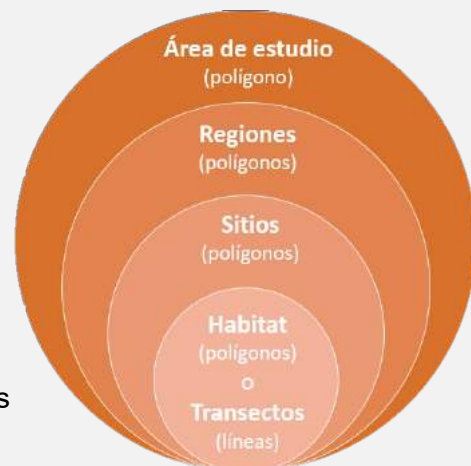 Área de estudio
(polígono)
Regiones
(polígonos)
Sitios
(polígonos)
Habitat
(polígonos)
o
Transectos
(líneas)
s